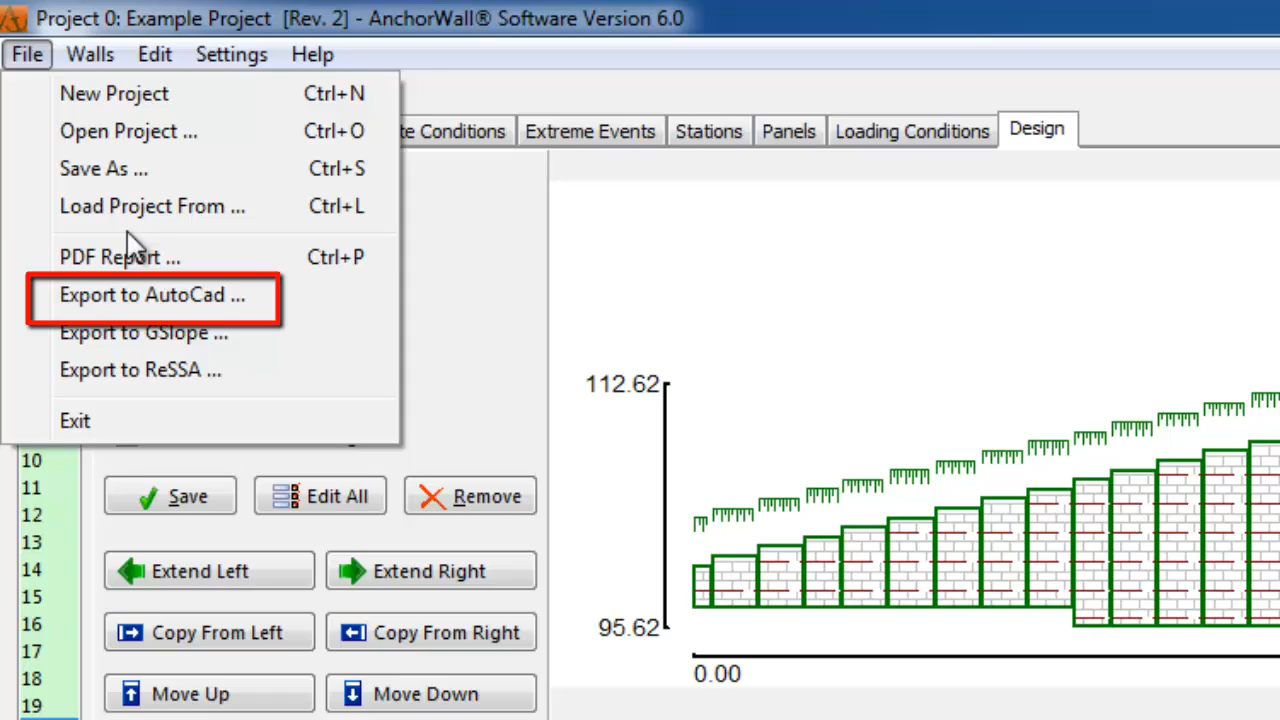 Project 0: Example Project [Rev. 2] - AnchorWall® Software Version 6.0
File Walls Edit Settings Help
New Project Ctrl+N
Open Project ... Ctrl+O
Save As ... Ctrl+S
Load Project From ... Ctrl+L
PDF Report ... Ctrl+P
Export to AutoCad ...
Export to GSlope ...
Export to ReSSA ...
Exit
Conditions Extreme Events Stations Panels Loading Conditions Design
10
11
12
13
14
15
16
17
18
19
Save Edit All Remove
Extend Left Extend Right
Copy From Left Copy From Right
Move Up Move Down
112.62
95.62
0.00